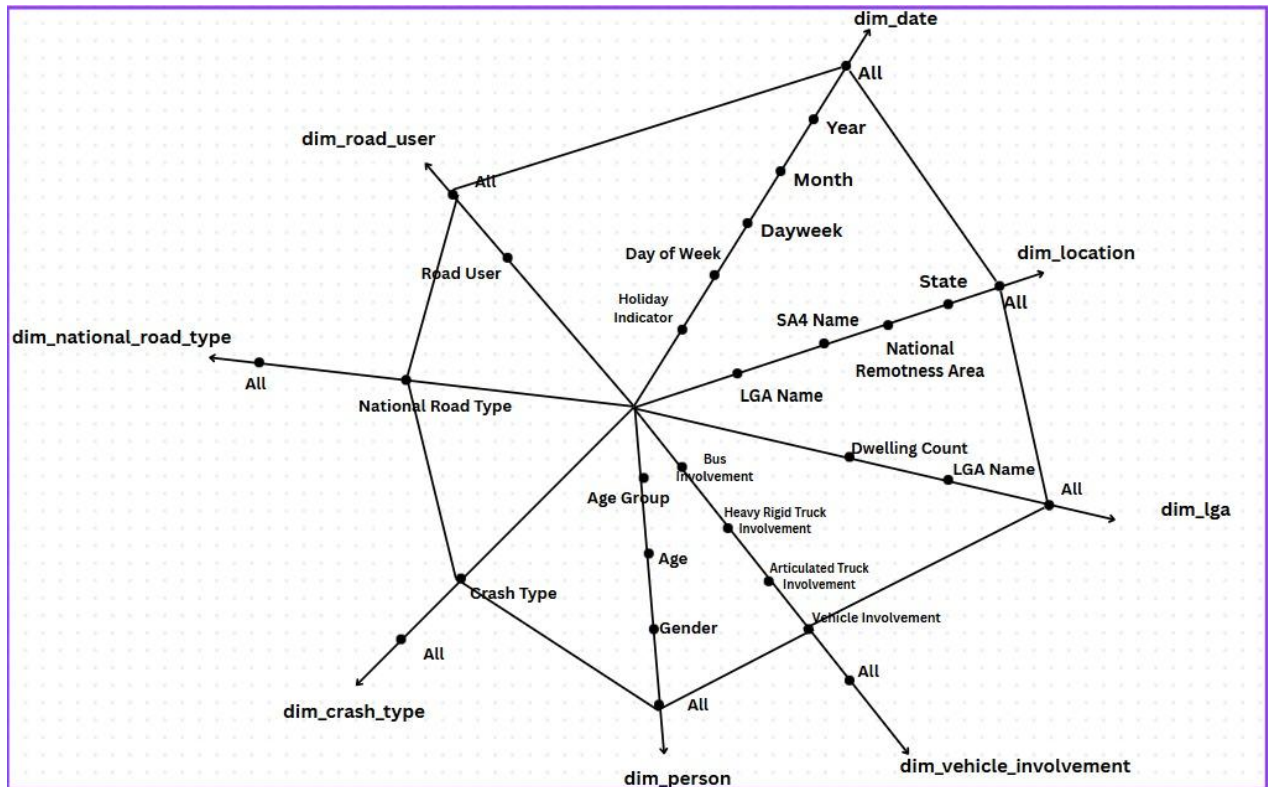 dim_date
All
Year
Month
Dayweek
Day of Week
Holiday
Indicator
dim_road_user
All
Road User
dim_location
State
All
SA4 Name
National
Remotness Area
LGA Name
dim_national_road_type
All
National Road Type
Dwelling Count
LGA Name
All
dim_lga
Bus
Involvement
Heavy Rigid Truck
Involvement
Articulated Truck
Involvement
Vehicle Involvement
All
dim_vehicle_involvement
Age Group
Age
Gender
All
dim_person
Crash Type
All
dim_crash_type